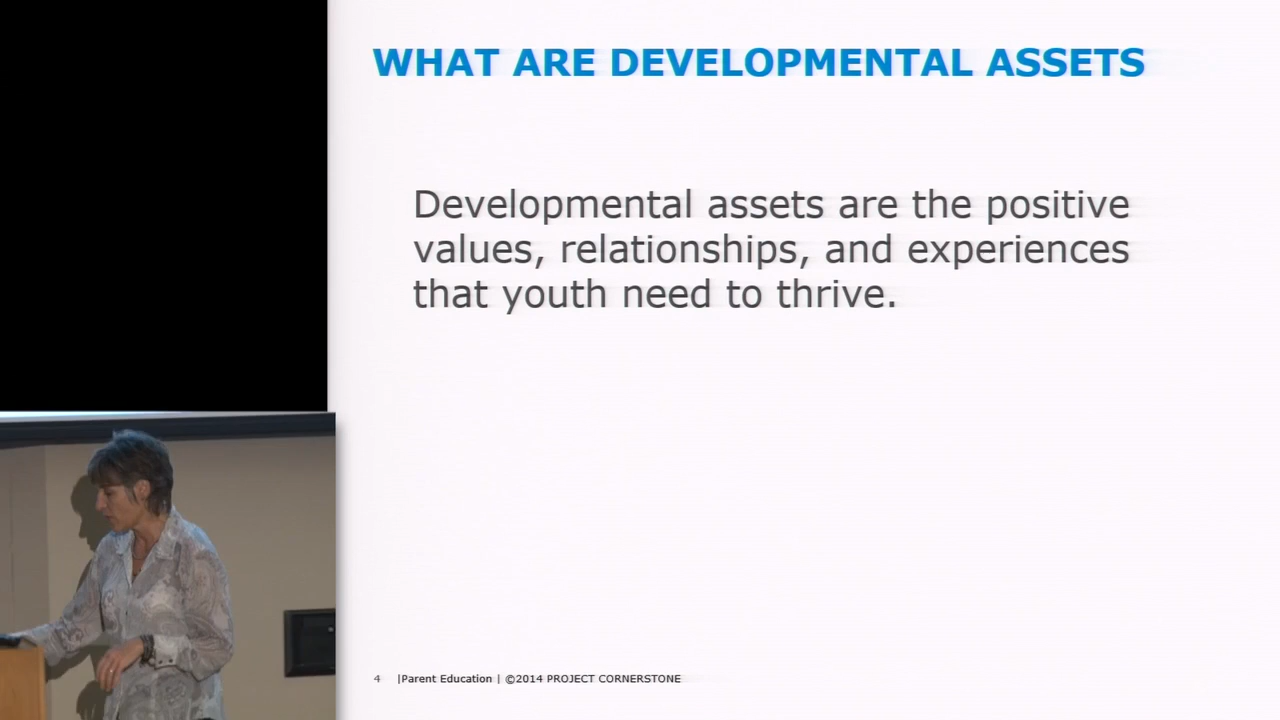 WHAT ARE DEVELOPMENTAL ASSETS
Developmental assets are the positive
values, relationships, and experiences
that youth need to thrive.
4 |Parent Education | ©2014 PROJECT CORNERSTONE